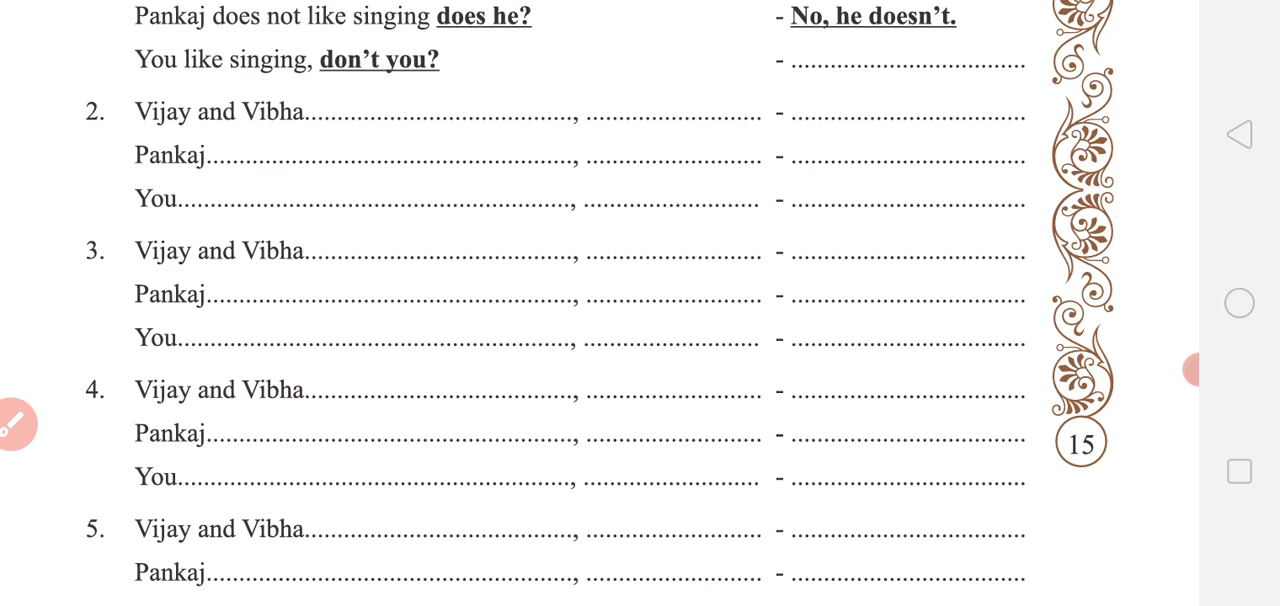 Pankaj does not like singing does he? - No, he doesn’t.
You like singing, don’t you? - ....................................
2. Vijay and Vibha........................................., ........................... - ....................................
Pankaj........................................................, ........................... - ....................................
You............................................................, ........................... - ....................................
3. Vijay and Vibha........................................., ........................... - ....................................
Pankaj........................................................, ........................... - ....................................
You............................................................, ........................... - ....................................
4. Vijay and Vibha........................................., ........................... - ....................................
Pankaj........................................................, ........................... - ....................................
15
You............................................................, ........................... - ....................................
5. Vijay and Vibha........................................., ........................... - ....................................
Pankaj........................................................, ........................... - ....................................